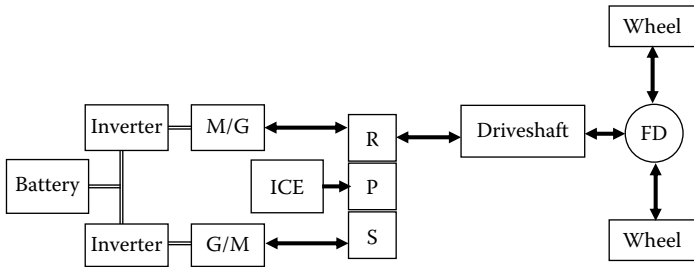 Wheel
Inverter
M/G
R
Driveshaft
FD
Battery
ICE
P
Inverter
G/M
S
Wheel